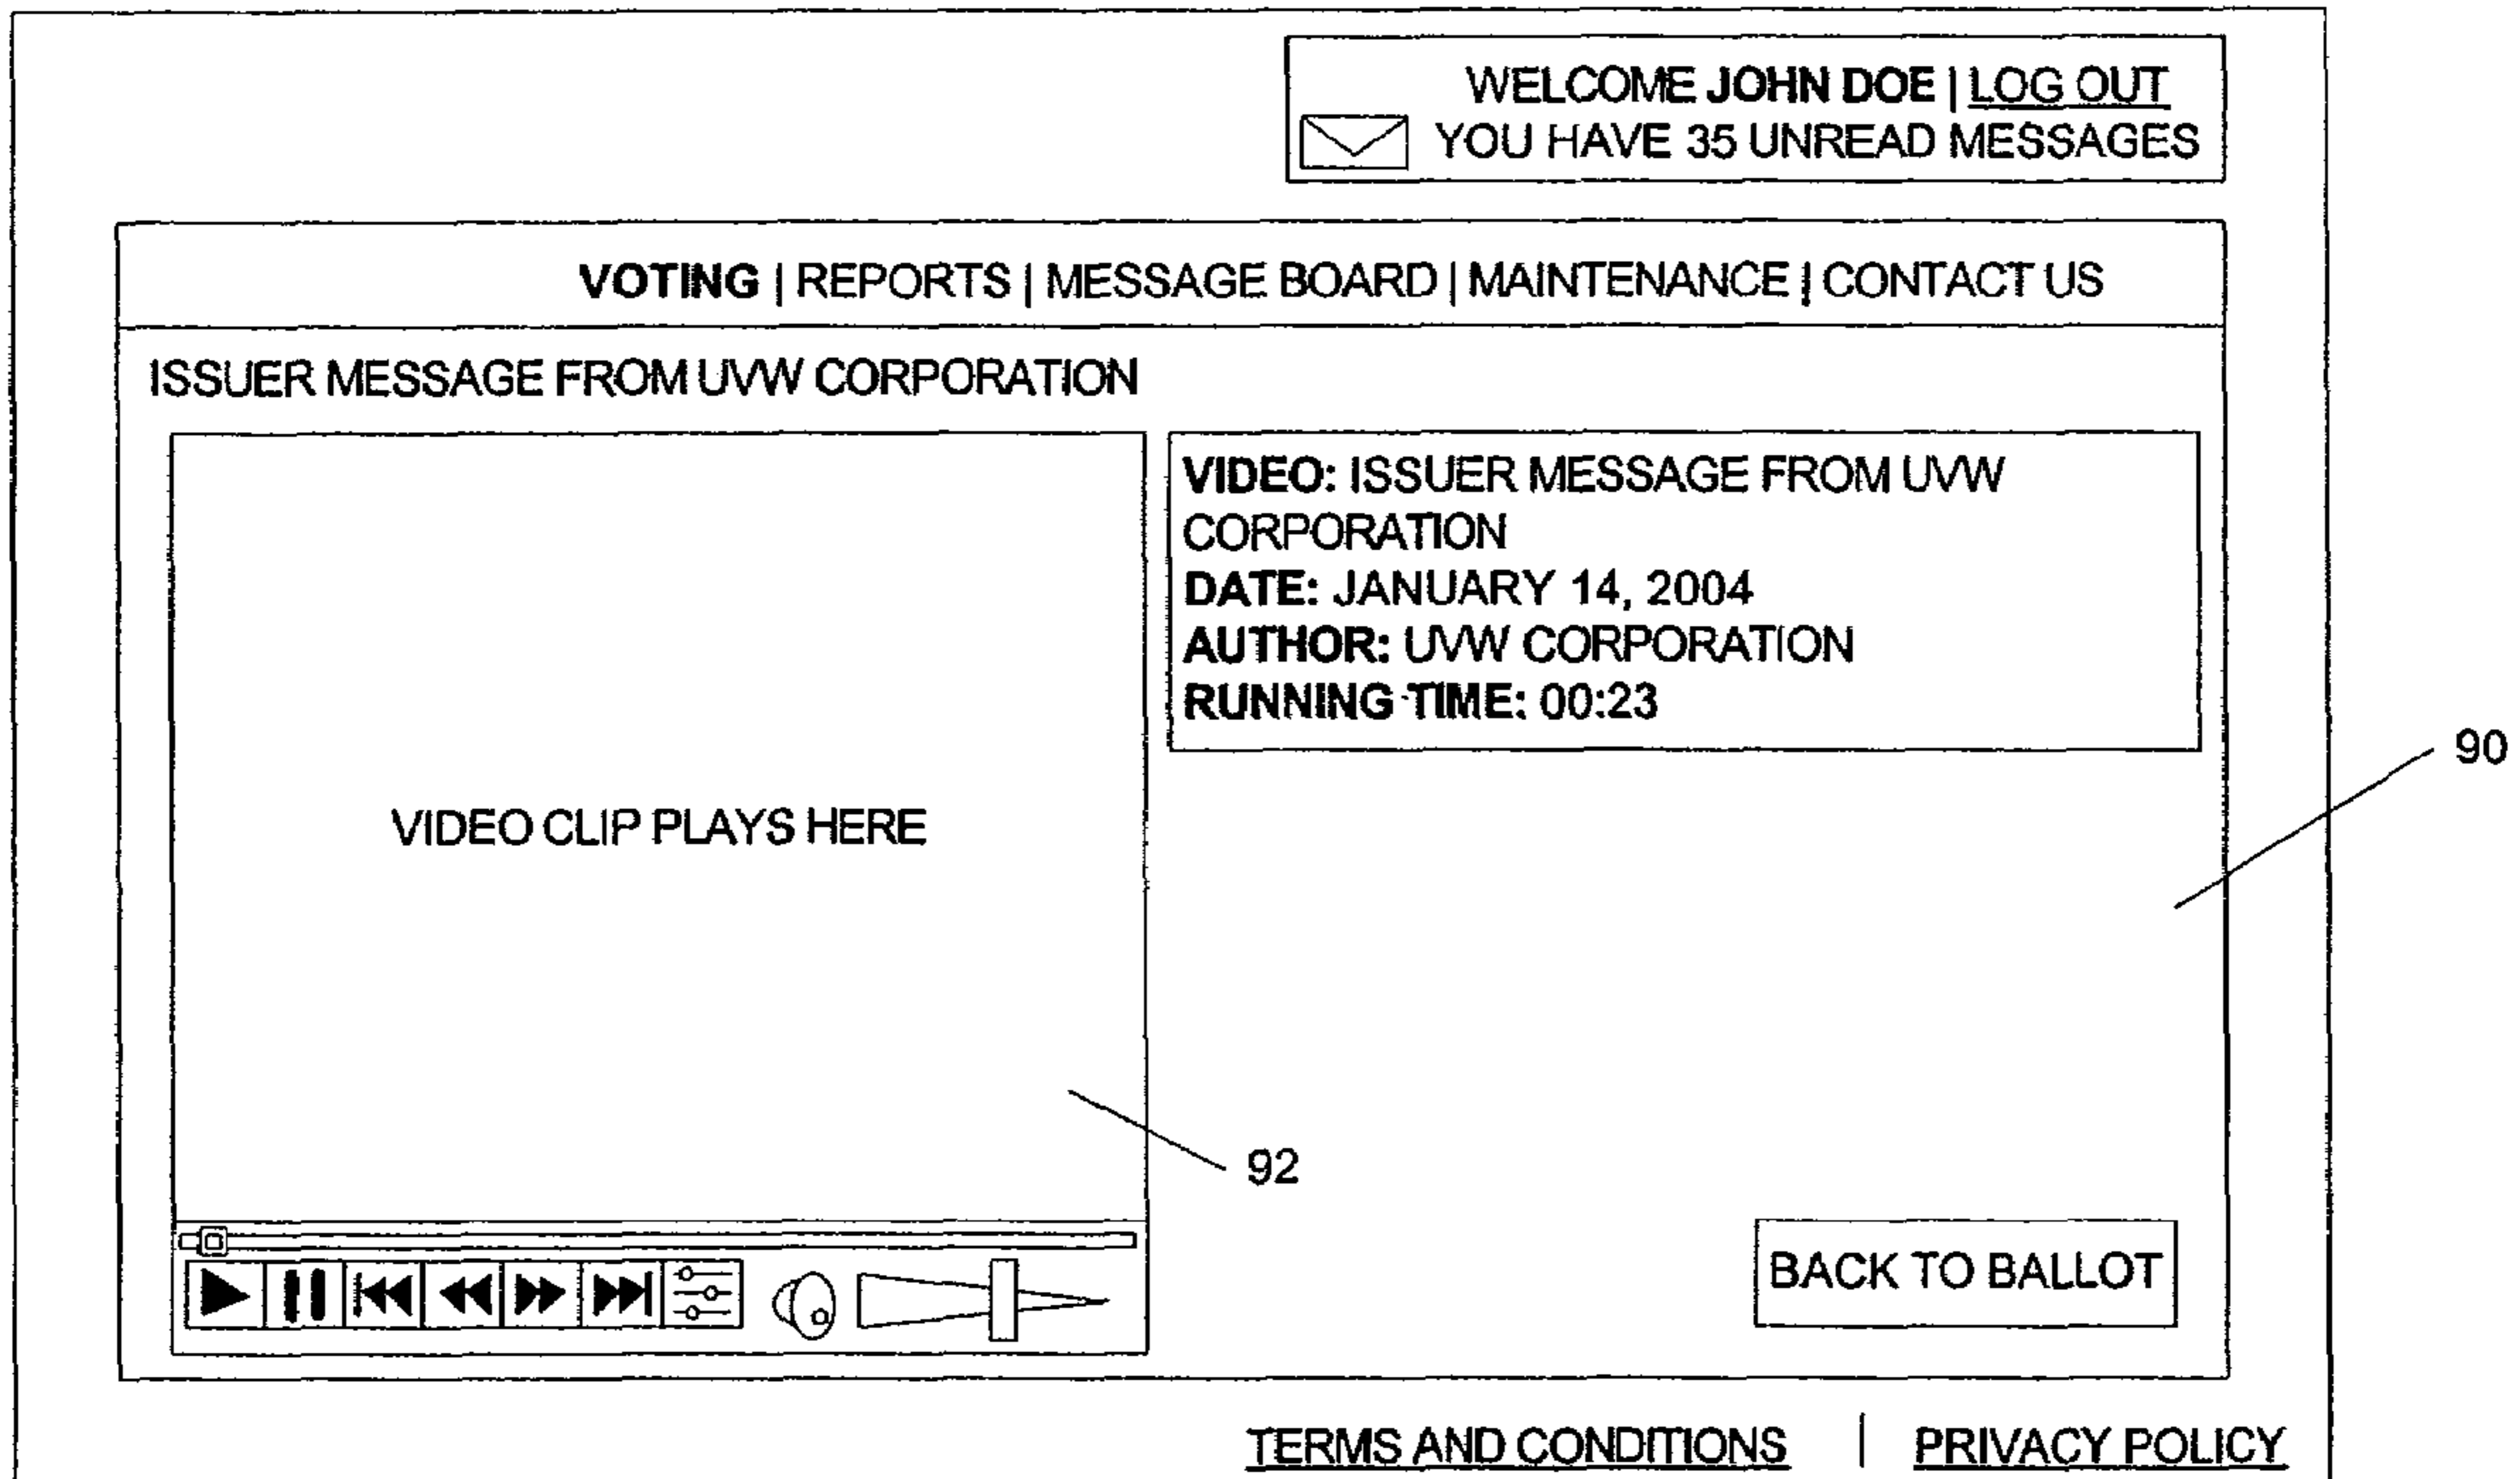 WELCOME JOHN DOE | LOG OUT
YOU HAVE 35 UNREAD MESSAGES
VOTING | REPORTS | MESSAGE BOARD | MAINTENANCE | CONTACT US
ISSUER MESSAGE FROM UVW CORPORATION
VIDEO: ISSUER MESSAGE FROM UVW
CORPORATION
DATE: JANUARY 14, 2004
AUTHOR: UVW CORPORATION
RUNNING TIME: 00:23
90
VIDEO CLIP PLAYS HERE
92
BACK TO BALLOT
TERMS AND CONDITIONS | PRIVACY POLICY